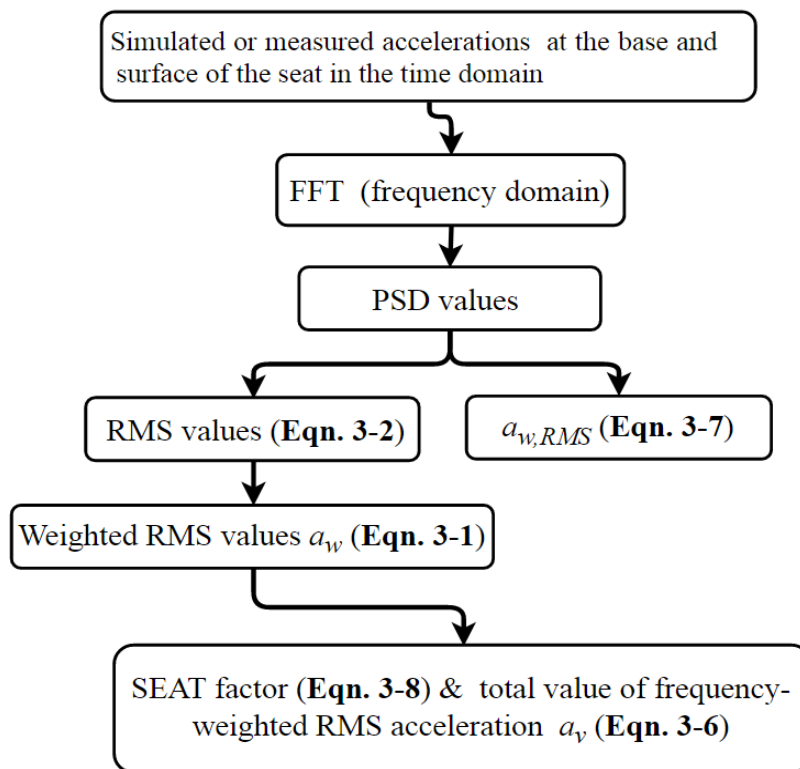 Simulated or measured accelerations at the base and
surface of the seat in the time domain
FFT (frequency domain)
PSD values
RMS values (Eqn. 3-2)
a_{w,RMS} (Eqn. 3-7)
Weighted RMS values a_w (Eqn. 3-1)
SEAT factor (Eqn. 3-8) & total value of frequency-
weighted RMS acceleration a_v (Eqn. 3-6)